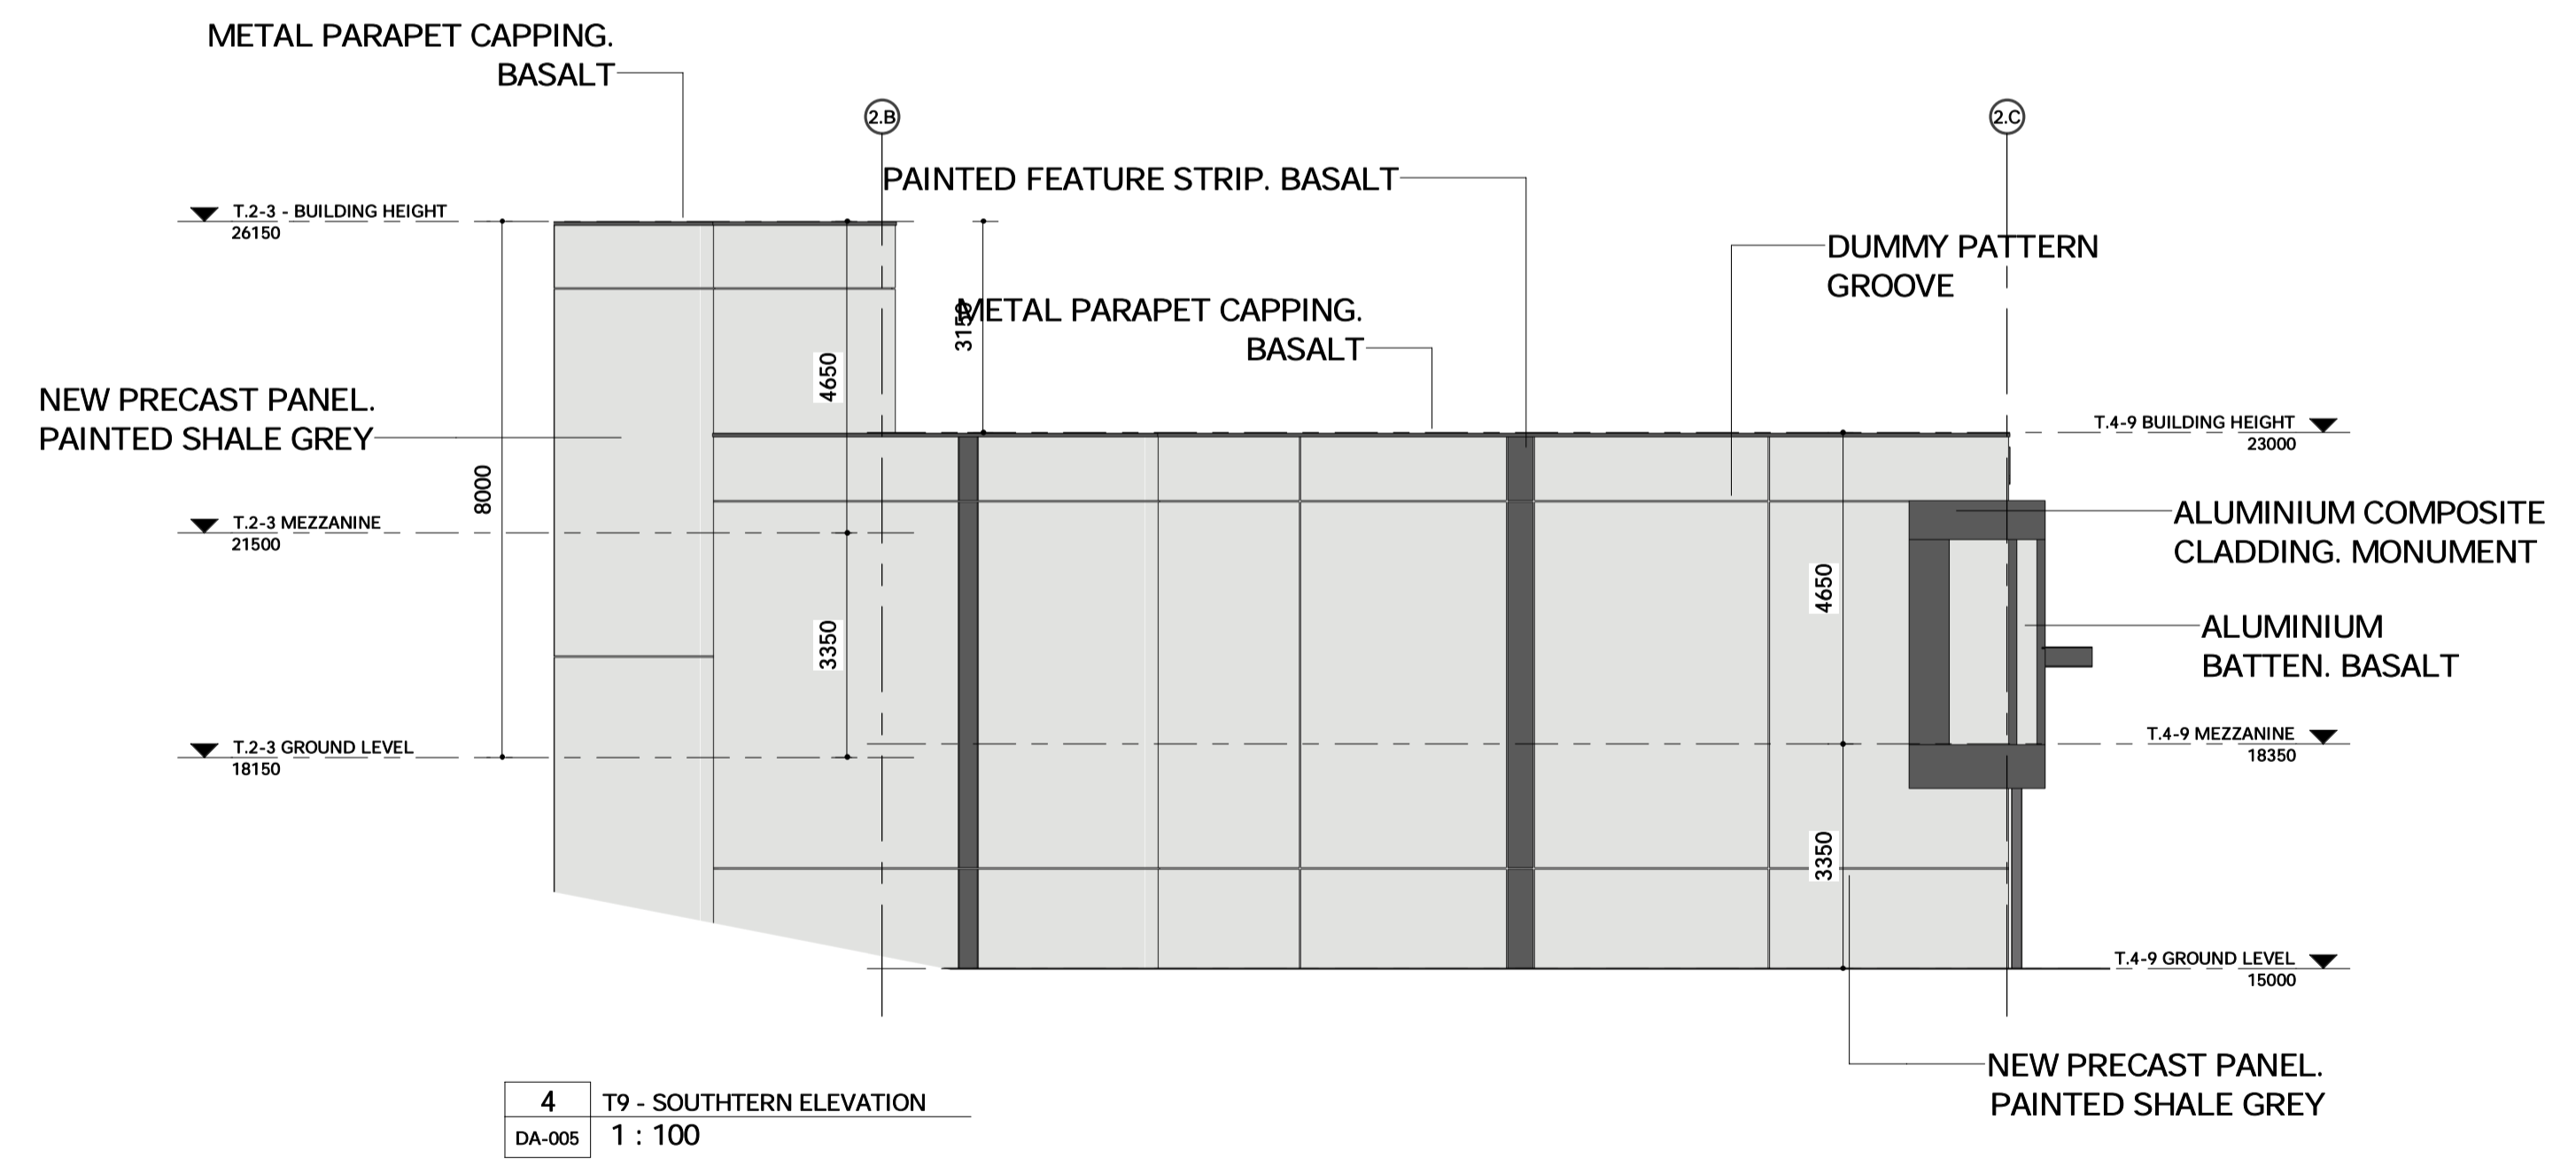 METAL PARAPET CAPPING.
BASALT
2.B
2.C
PAINTED FEATURE STRIP. BASALT
T.2-3 - BUILDING HEIGHT
26150
DUMMY PATTERN
GROOVE
3150
METAL PARAPET CAPPING.
BASALT
4650
NEW PRECAST PANEL.
PAINTED SHALE GREY
T.4-9 BUILDING HEIGHT
23000
8000
T.2-3 MEZZANINE
21500
ALUMINIUM COMPOSITE
CLADDING. MONUMENT
4650
3350
ALUMINIUM
BATTEN. BASALT
T.2-3 GROUND LEVEL
18150
T.4-9 MEZZANINE
18350
3350
T.4-9 GROUND LEVEL
15000
NEW PRECAST PANEL.
PAINTED SHALE GREY
4
T9 - SOUTHTERN ELEVATION
DA-005
1 : 100